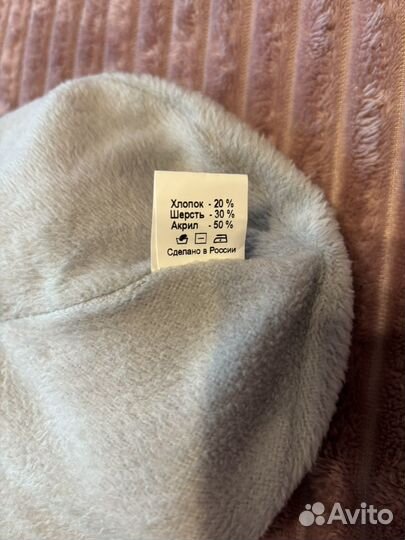 Хлопок - 20 %
Шерсть - 30 %
Акрил - 50 %
Сделано в России
Avito